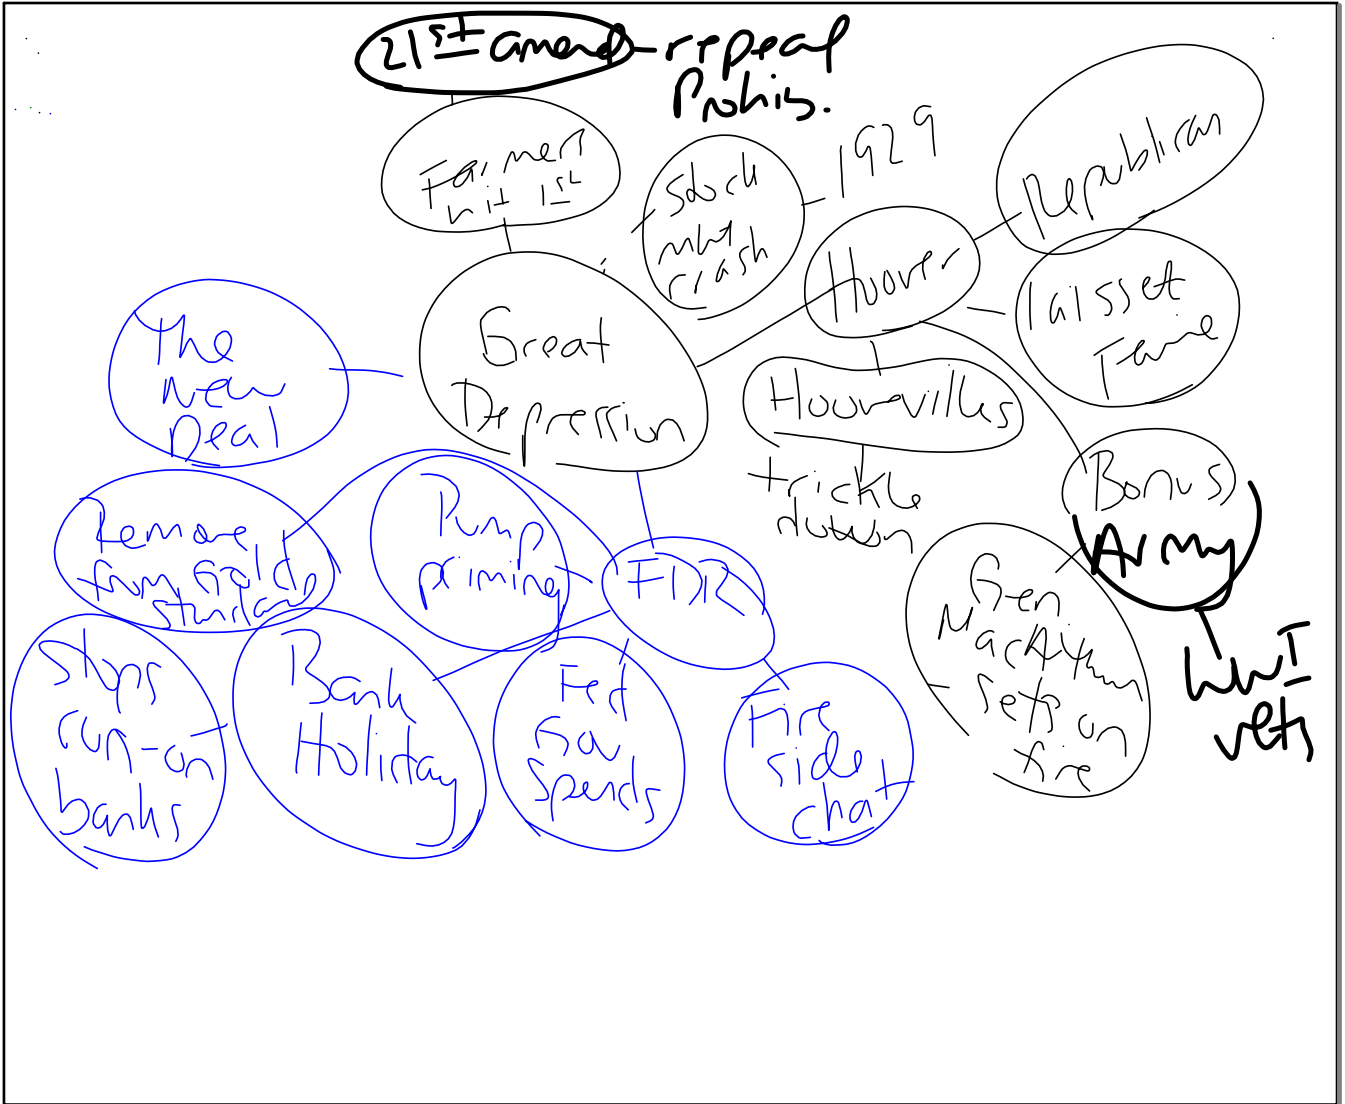 21st amend - repeal
Prohib.
Farmers
hit 1st
Stock
mkt
crash
1929
Hoover
Republican
laisset
Faire
Great
Depression
The
New
Deal
Hoovervilles
trickle
down
Bonus
Army
WWI
vets
Gen
MacArthur
sets on
fire
Remove
from Gold
standard
Pump
priming
FDR
Stops
run-on
banks
Bank
Holiday
Fed
Gov
Spends
Fire
side
chat